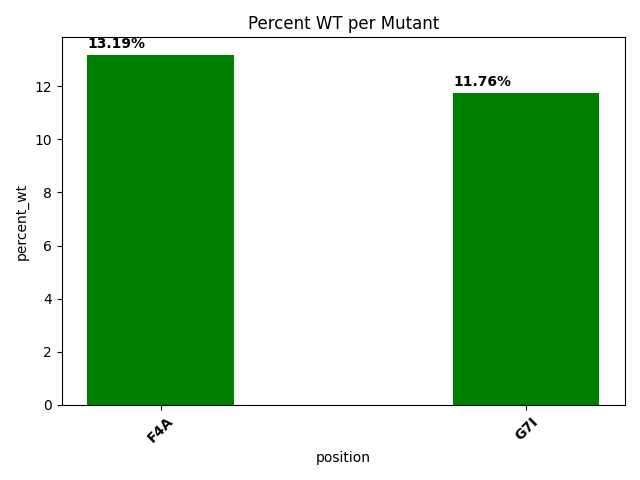 Percent WT per Mutant
13.19%
11.76%
percent_wt
12
10
8
6
4
2
0
F4A
G7I
position